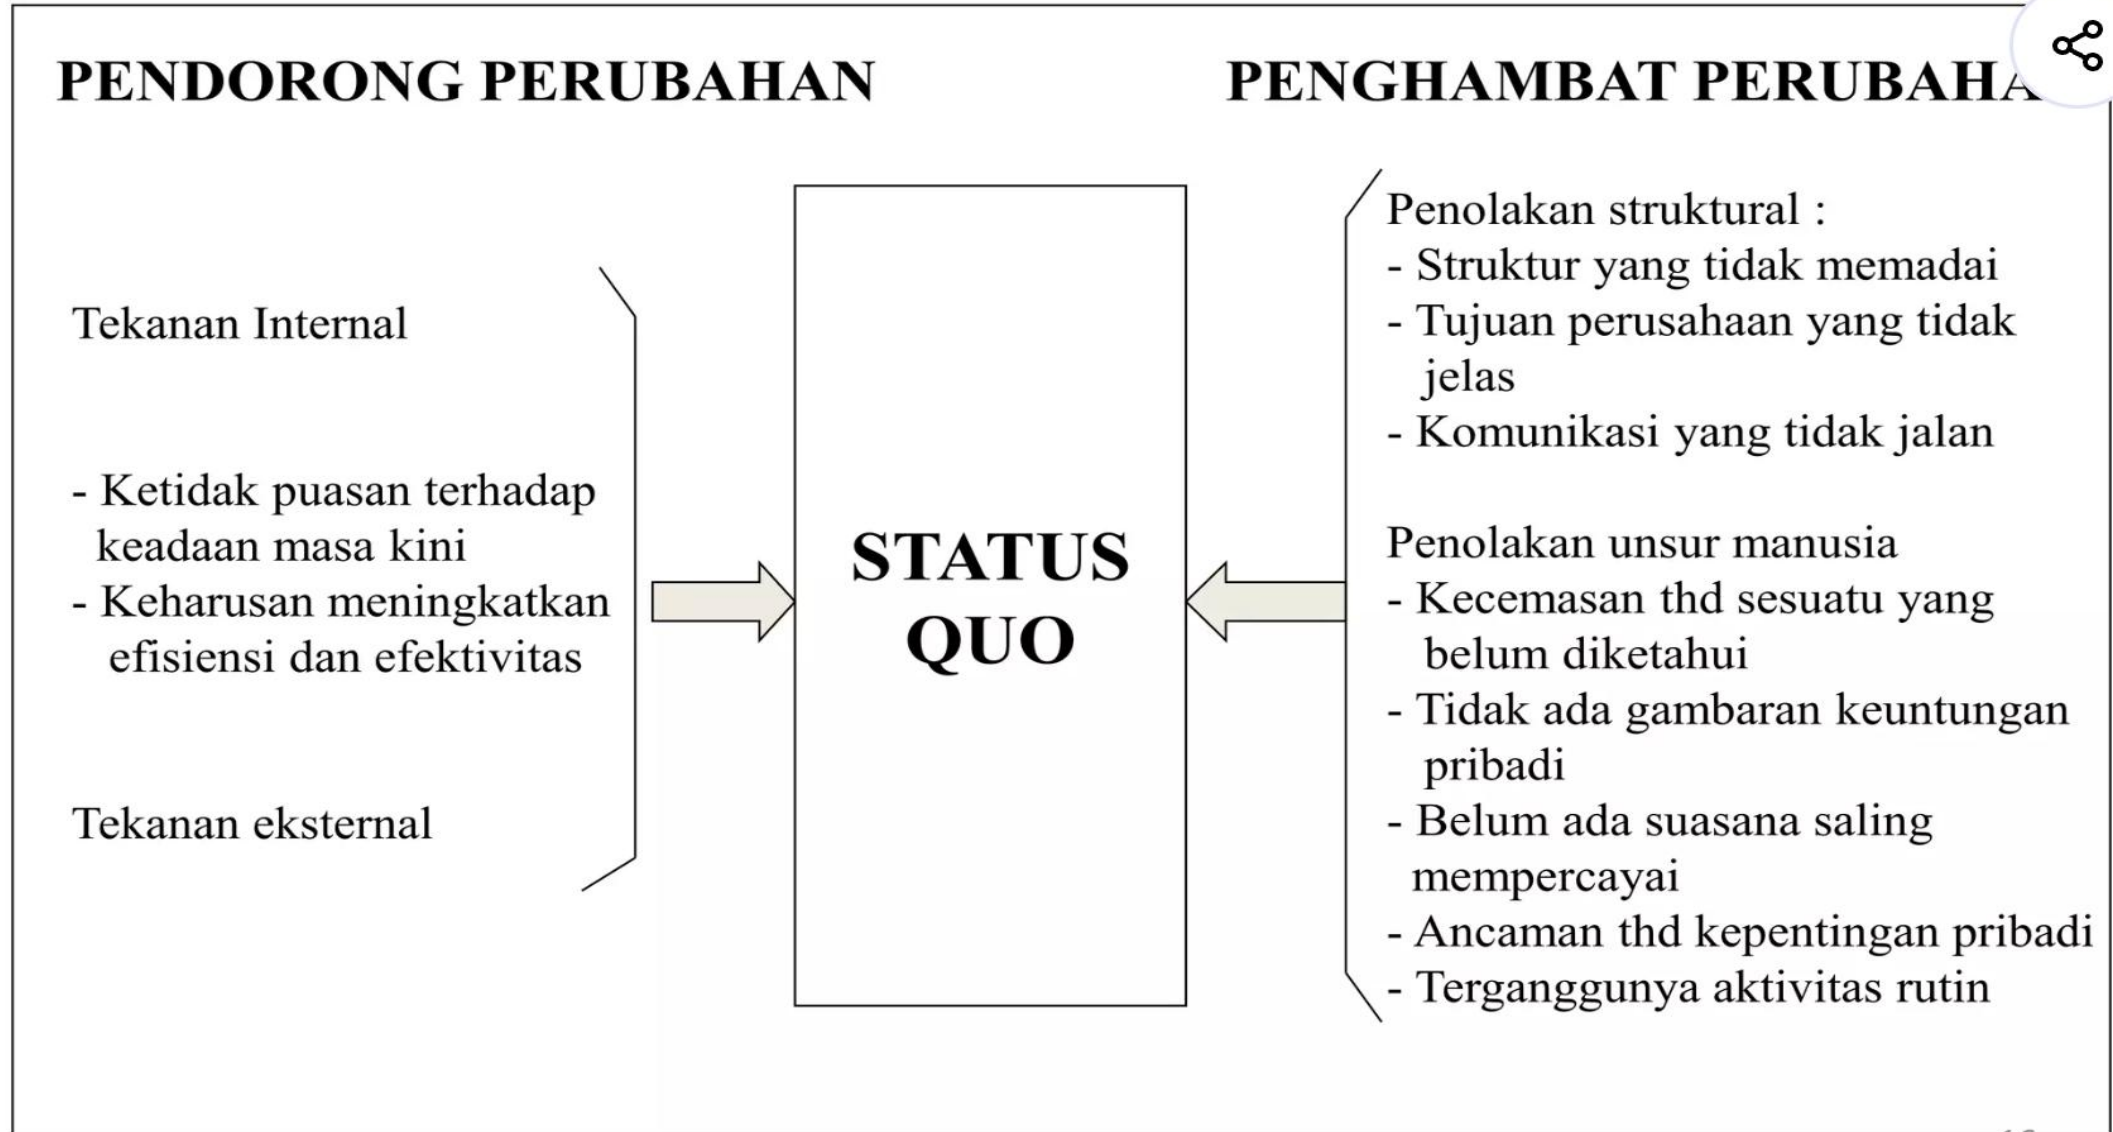 PENDORONG PERUBAHAN
PENGHAMBAT PERUBAHA
Tekanan Internal
- Ketidak puasan terhadap
keadaan masa kini
- Keharusan meningkatkan
efisiensi dan efektivitas
Tekanan eksternal
STATUS
QUO
Penolakan struktural :
- Struktur yang tidak memadai
- Tujuan perusahaan yang tidak
jelas
- Komunikasi yang tidak jalan
Penolakan unsur manusia
- Kecemasan thd sesuatu yang
belum diketahui
- Tidak ada gambaran keuntungan
pribadi
- Belum ada suasana saling
mempercayai
- Ancaman thd kepentingan pribadi
- Terganggunya aktivitas rutin